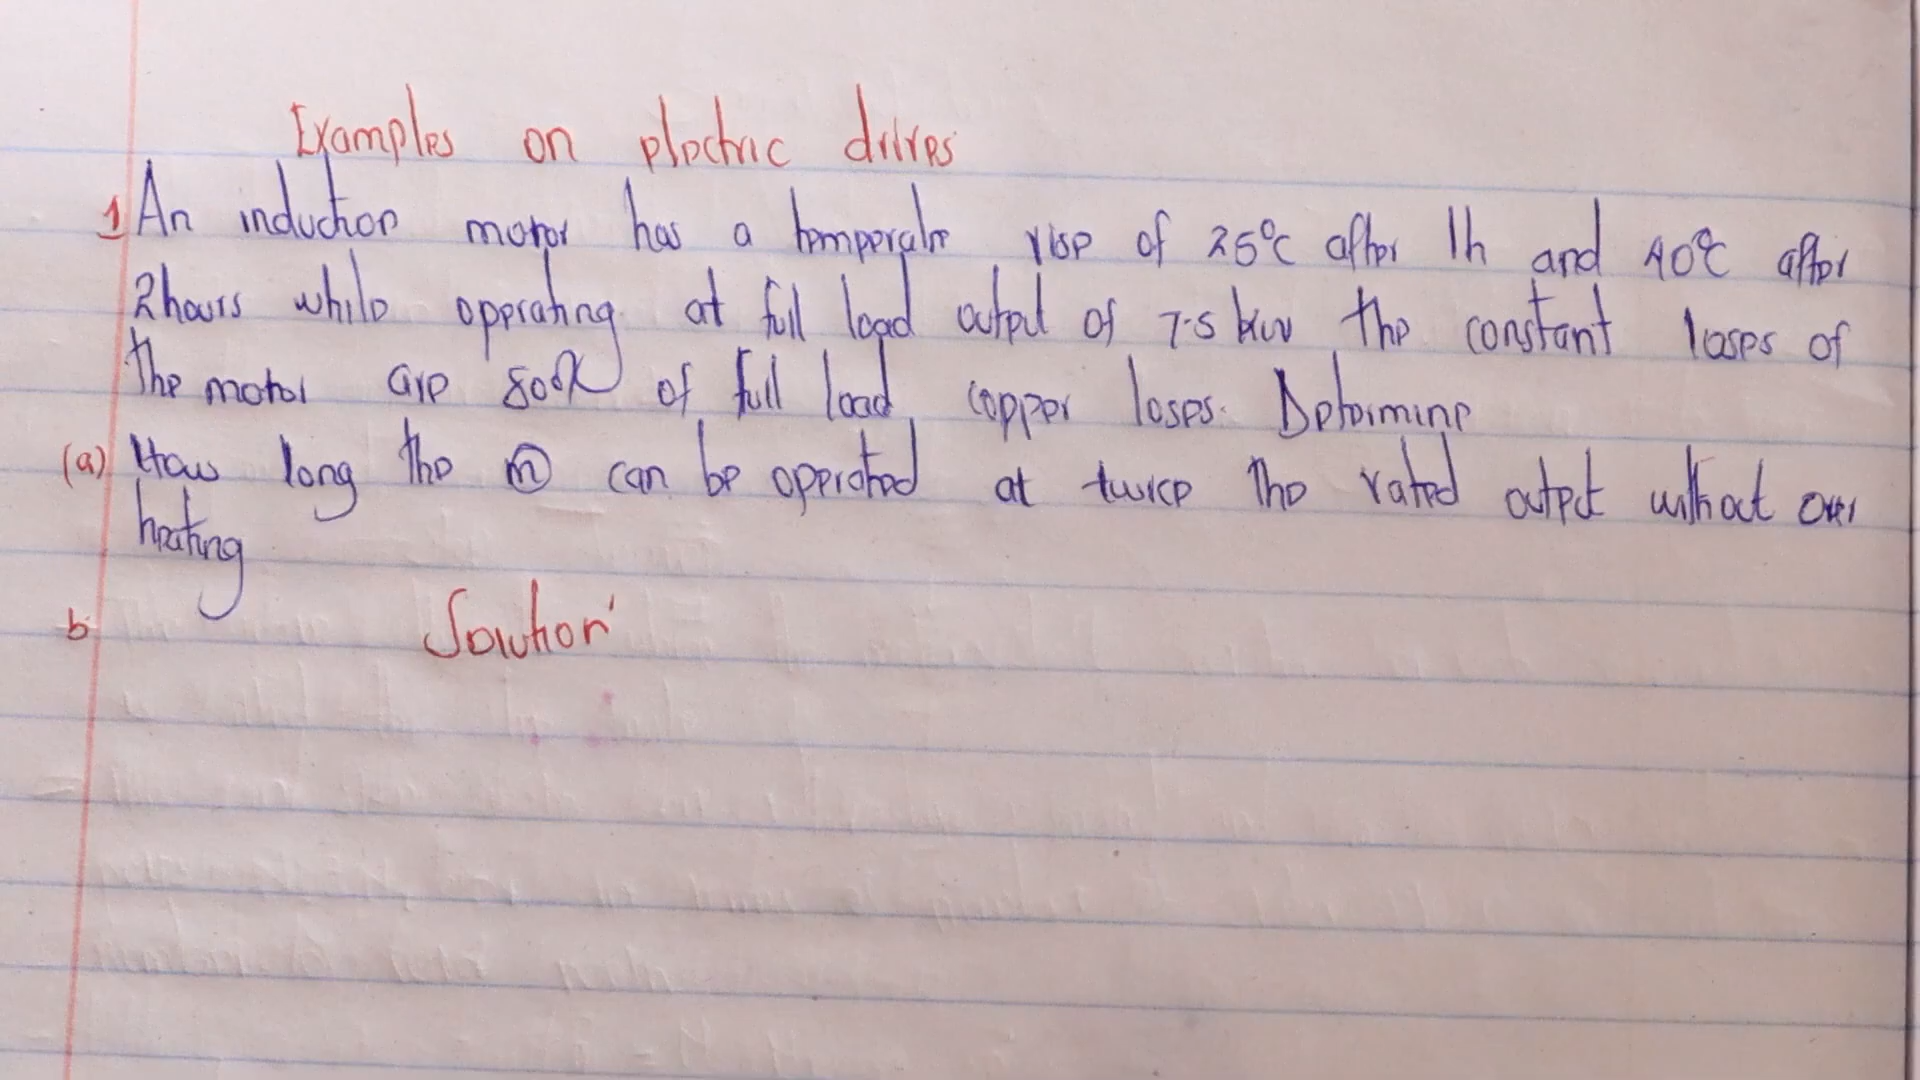 Examples on electric drives
1 An induction motor has a temperature rise of 25°C after 1h and 40°C after
2hours while operating at full load output of 7.5 kw the constant losses of
the motor are 80% of full load copper loses. Determine
(a) How long the m can be operated at twice the rated output without over
heating
b Solution